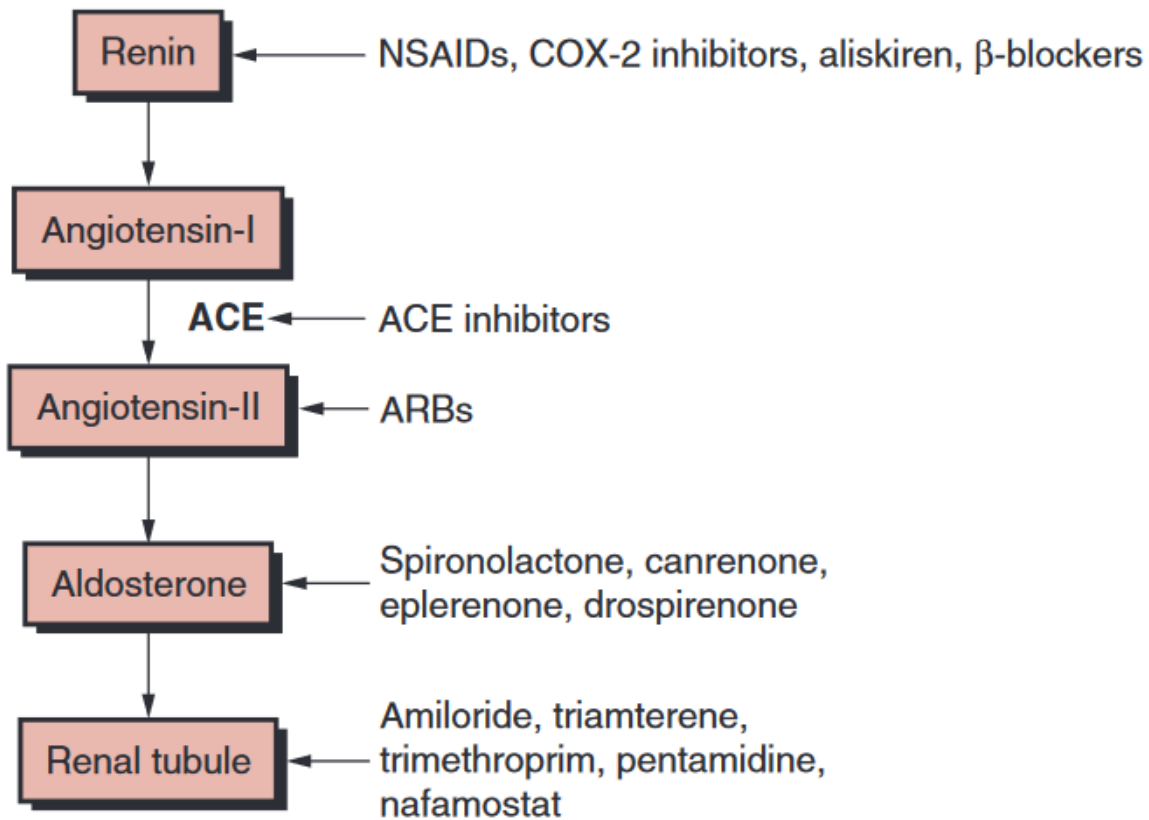 Renin
NSAIDs, COX-2 inhibitors, aliskiren, β-blockers
Angiotensin-I
ACE
ACE inhibitors
Angiotensin-II
ARBs
Aldosterone
Spironolactone, canrenone,
eplerenone, drospirenone
Renal tubule
Amiloride, triamterene,
trimethroprim, pentamidine,
nafamostat